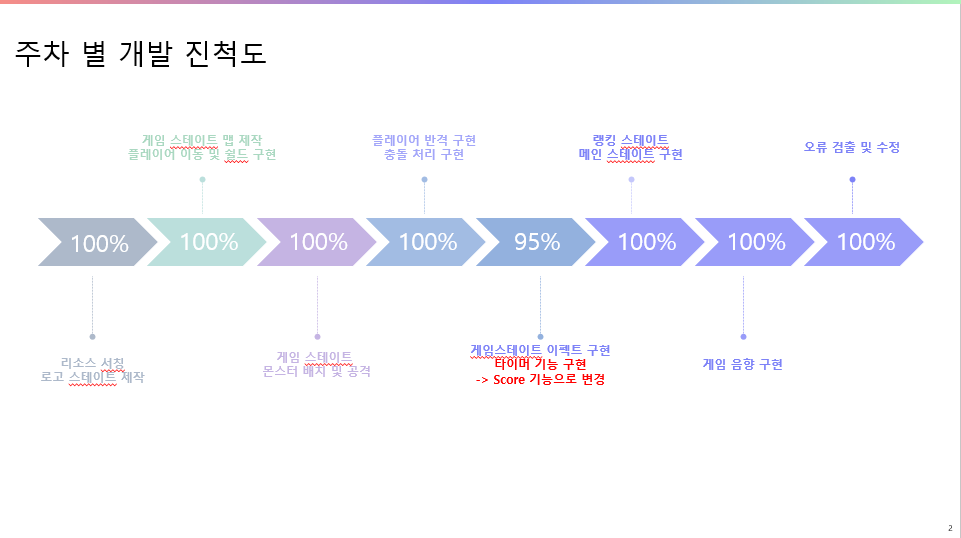 주차 별 개발 진척도
게임 스테이트 맵 제작
플레이어 이동 및 쉴드 구현
플레이어 반격 구현
충돌 처리 구현
랭킹 스테이트
메인 스테이트 구현
오류 검출 및 수정
100%
100%
100%
100%
95%
100%
100%
100%
리소스 서칭
로고 스테이트 제작
게임 스테이트
몬스터 배치 및 공격
게임스테이트 이펙트 구현
타이머 기능 구현
-> Score 기능으로 변경
게임 음향 구현
2